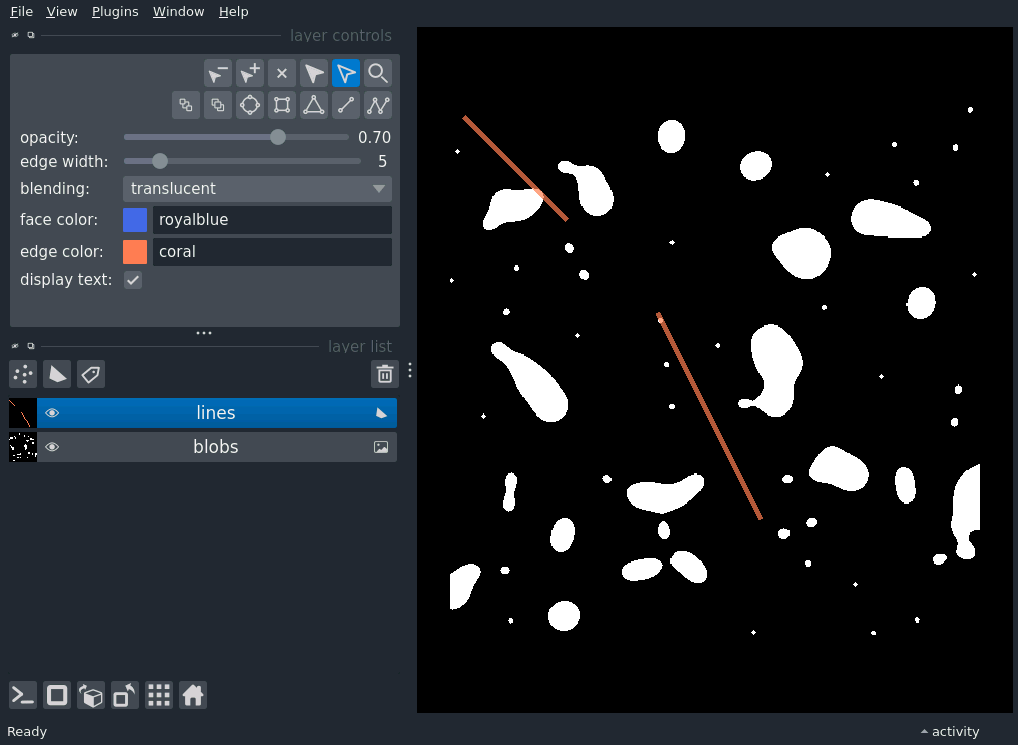 File View Plugins Window Help
layer controls
opacity: 0.70
edge width: 5
blending: translucent
face color: royalblue
edge color: coral
display text:
layer list
lines
blobs
Ready
activity